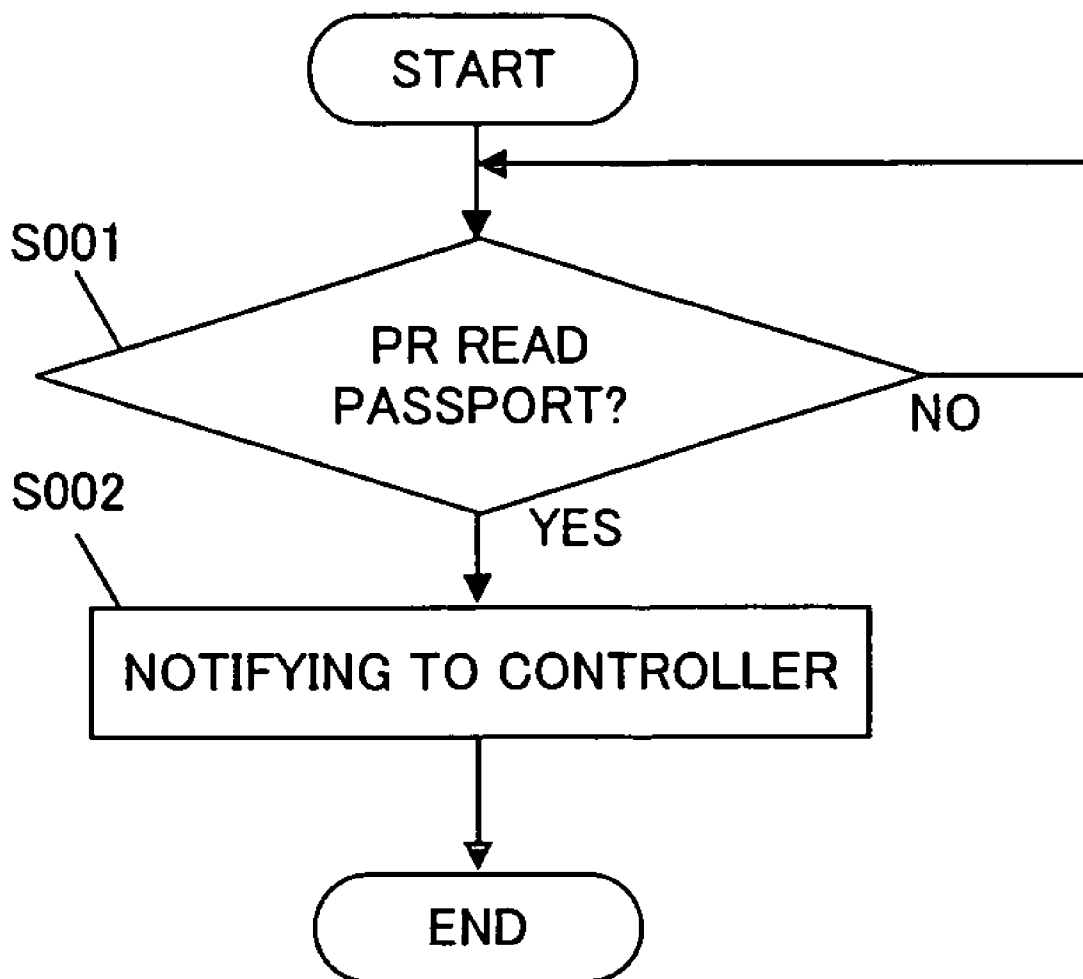 START
S001
PR READ
PASSPORT?
NO
S002
YES
NOTIFYING TO CONTROLLER
END